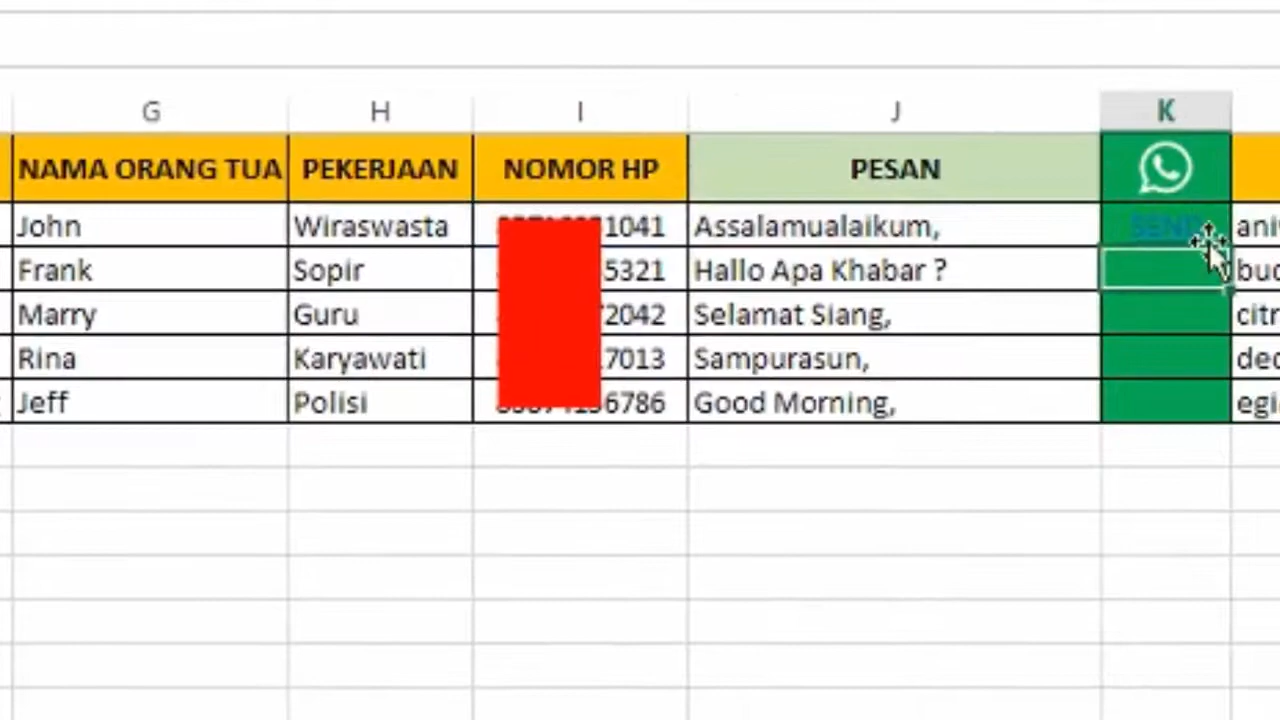 G H I J K
NAMA ORANG TUA PEKERJAAN NOMOR HP PESAN
John Wiraswasta 1041 Assalamualaikum, SEND
Frank Sopir 5321 Hallo Apa Khabar ?
Marry Guru 2042 Selamat Siang,
Rina Karyawati 7013 Sampurasun,
Jeff Polisi 6786 Good Morning,